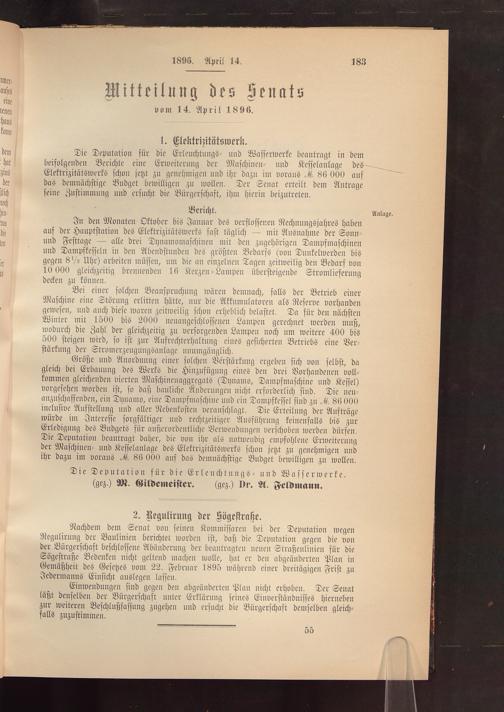 1896. April 14.
183
Mitteilung des Senats
vom 14. April 1896.
1. Elektrizitätswerk.
Die Deputation für die Erleuchtungs- und Wasserwerke beantragt in dem
beifolgenden Berichte eine Erweiterung der Maschinen- und Kesselanlage des
Elektrizitätswerks schon jetzt zu genehmigen und ihr dazu im voraus ℳ 86 000 auf
das demnächstige Budget bewilligen zu wollen. Der Senat erteilt dem Antrage
seine Zustimmung und ersucht die Bürgerschaft, ihm hierin beizutreten.
Bericht.
Anlage.
In den Monaten Oktober bis Januar des verflossenen Rechnungsjahres haben
auf der Hauptstation des Elektrizitätswerks fast täglich — mit Ausnahme der Sonn-
und Festtage — alle drei Dynamomaschinen mit den zugehörigen Dampfmaschinen
und Dampfkesseln in den Abendstunden des größten Bedarfs (von Dunkelwerden bis
gegen 8½ Uhr) arbeiten müssen, um die an einzelnen Tagen zeitweilig den Bedarf von
10 000 gleichzeitig brennenden 16 Kerzen-Lampen übersteigende Stromlieferung
decken zu können.
Bei einer solchen Beanspruchung wären demnach, falls der Betrieb einer
Maschine eine Störung erlitten hätte, nur die Akkumulatoren als Reserve vorhanden
gewesen, und auch diese waren zeitweilig schon erheblich belastet. Da für den nächsten
Winter mit 1500 bis 2000 neuangeschlossenen Lampen gerechnet werden muß,
wodurch die Zahl der gleichzeitig zu versorgenden Lampen noch um weitere 400 bis
500 steigen wird, so ist zur Aufrechterhaltung eines gesicherten Betriebs eine Ver-
stärkung der Stromerzeugungsanlage unumgänglich.
Größe und Anordnung einer solchen Verstärkung ergeben sich von selbst, da
gleich bei Erbauung des Werks die Hinzufügung eines den drei Vorhandenen voll-
kommen gleichenden vierten Maschinenaggregats (Dynamo, Dampfmaschine und Kessel)
vorgesehen worden ist, so daß bauliche Änderungen nicht erforderlich sind. Die neu-
anzuschaffenden, ein Dynamo, eine Dampfmaschine und ein Dampfkessel sind zu ℳ 86 000
inclusive Aufstellung und aller Nebenkosten veranschlagt. Die Erteilung der Aufträge
würde im Interesse sorgfältiger und rechtzeitiger Ausführung keinenfalls bis zur
Erledigung des Budgets für außerordentliche Verwendungen verschoben werden dürfen.
Die Deputation beantragt daher, die von ihr als notwendig empfohlene Erweiterung
der Maschinen- und Kesselanlage des Elektrizitätswerks schon jetzt zu genehmigen und
ihr dazu im voraus ℳ 86 000 auf das demnächstige Budget bewilligen zu wollen.
Die Deputation für die Erleuchtungs- und Wasserwerke.
(gez.) M. Gildemeister. (gez.) Dr. A. Feldmann.
2. Regulirung der Sögestraße.
Nachdem dem Senat von seinen Kommissaren bei der Deputation wegen
Regulirung der Baulinien berichtet worden ist, daß die Deputation gegen die von
der Bürgerschaft beschlossene Abänderung der beantragten neuen Straßenlinien für die
Sögestraße Bedenken nicht geltend machen wolle, hat er den abgeänderten Plan in
Gemäßheit des Gesetzes vom 22. Februar 1895 während einer dreitägigen Frist zu
Jedermanns Einsicht auslegen lassen.
Einwendungen sind gegen den abgeänderten Plan nicht erhoben. Der Senat
läßt denselben der Bürgerschaft unter Erklärung seines Einverständnisses hierneben
zur weiteren Beschlußfassung zugehen und ersucht die Bürgerschaft demselben gleich-
falls zuzustimmen.
55